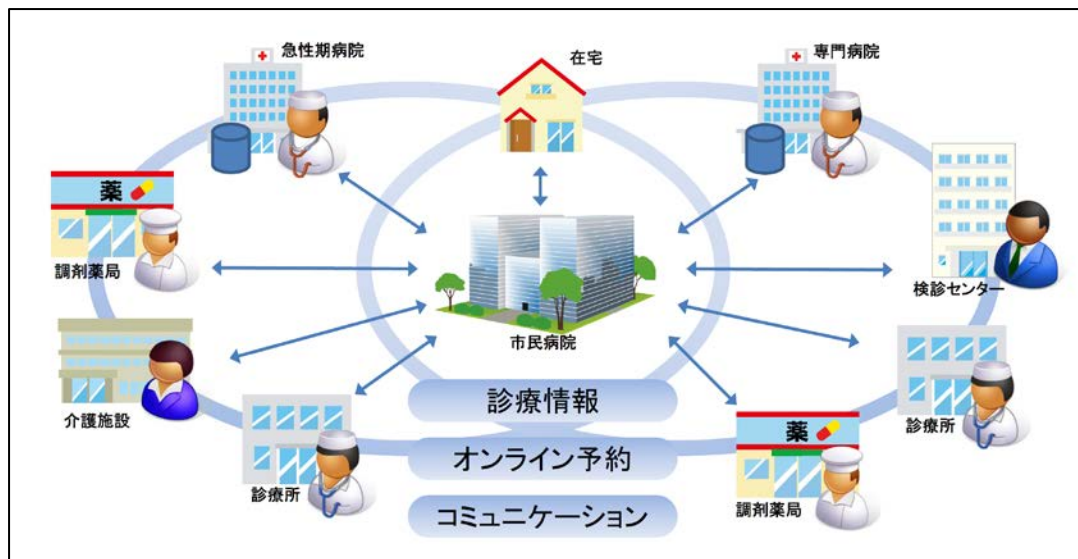 急性期病院
在宅
専門病院
薬
調剤薬局
検診センター
市民病院
介護施設
診療所
診療情報
オンライン予約
コミュニケーション
薬
調剤薬局
診療所